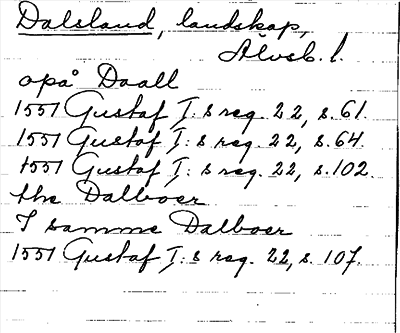 Dalsland, landskap,
Älvsb. l.
opå Daall
1551 Gustaf I:s reg. 22, s. 61.
1551 Gustaf I:s reg. 22, s. 64.
1551 Gustaf I:s reg. 22, s. 102.
the Dalboer
I samme Dalboer
1551 Gustaf I:s reg. 22, s. 107.